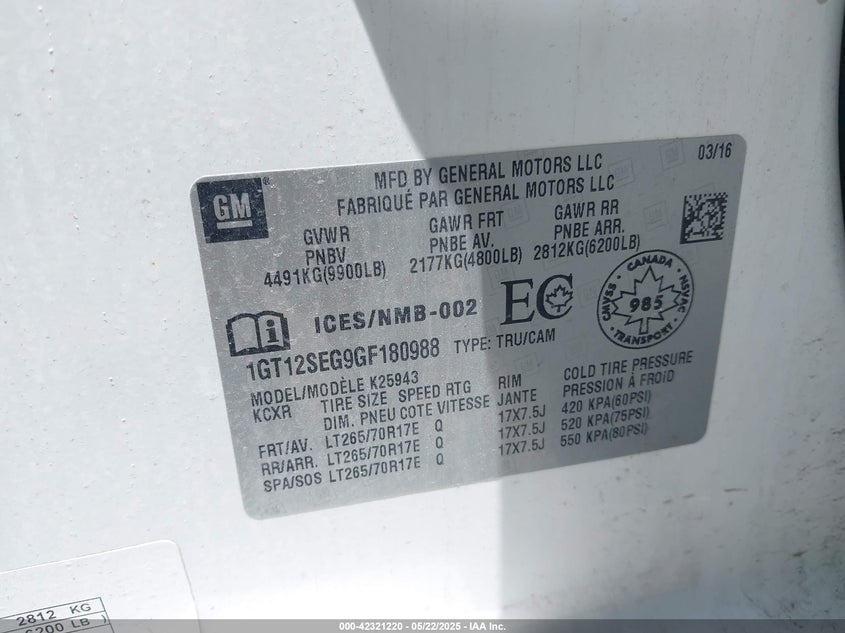 GM
MFD BY GENERAL MOTORS LLC
FABRIQUÉ PAR GENERAL MOTORS LLC
03/16
GVWR GAWR FRT GAWR RR
PNBV PNBE AV. PNBE ARR.
4491KG(9900LB) 2177KG(4800LB) 2812KG(6200LB)
ICES/NMB-002 EC
CANADA
CMVSS 985 NSVAC
TRANSPORT
1GT12SEG9GF180988 TYPE: TRU/CAM
MODEL/MODÈLE K25943
KCXR TIRE SIZE SPEED RTG RIM COLD TIRE PRESSURE
DIM. PNEU COTE VITESSE JANTE PRESSION À FROID
FRT/AV. LT265/70R17E Q 17X7.5J 420 KPA(60PSI)
RR/ARR. LT265/70R17E Q 17X7.5J 520 KPA(75PSI)
SPA/SOS LT265/70R17E Q 17X7.5J 550 KPA(80PSI)
2812 KG
6200 LB )
000-42321220 - 05/22/2025 - IAA Inc.